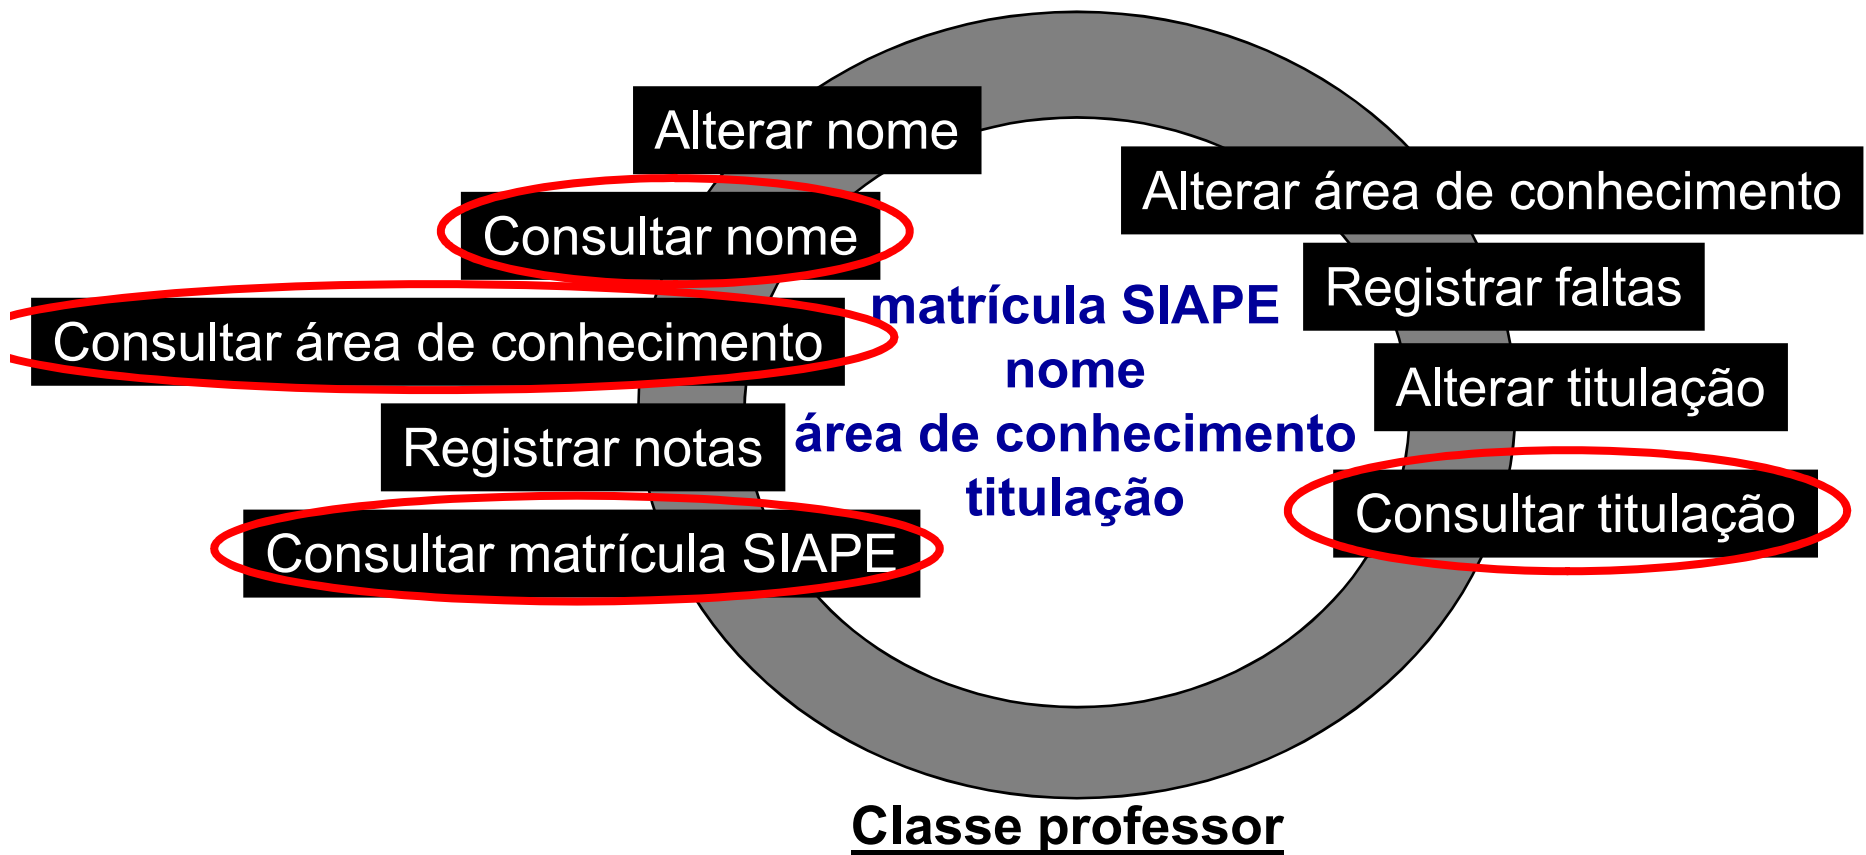 Alterar nome
Consultar nome
Consultar área de conhecimento
Registrar notas
Consultar matrícula SIAPE
matrícula SIAPE
nome
área de conhecimento
titulação
Alterar área de conhecimento
Registrar faltas
Alterar titulação
Consultar titulação
Classe professor